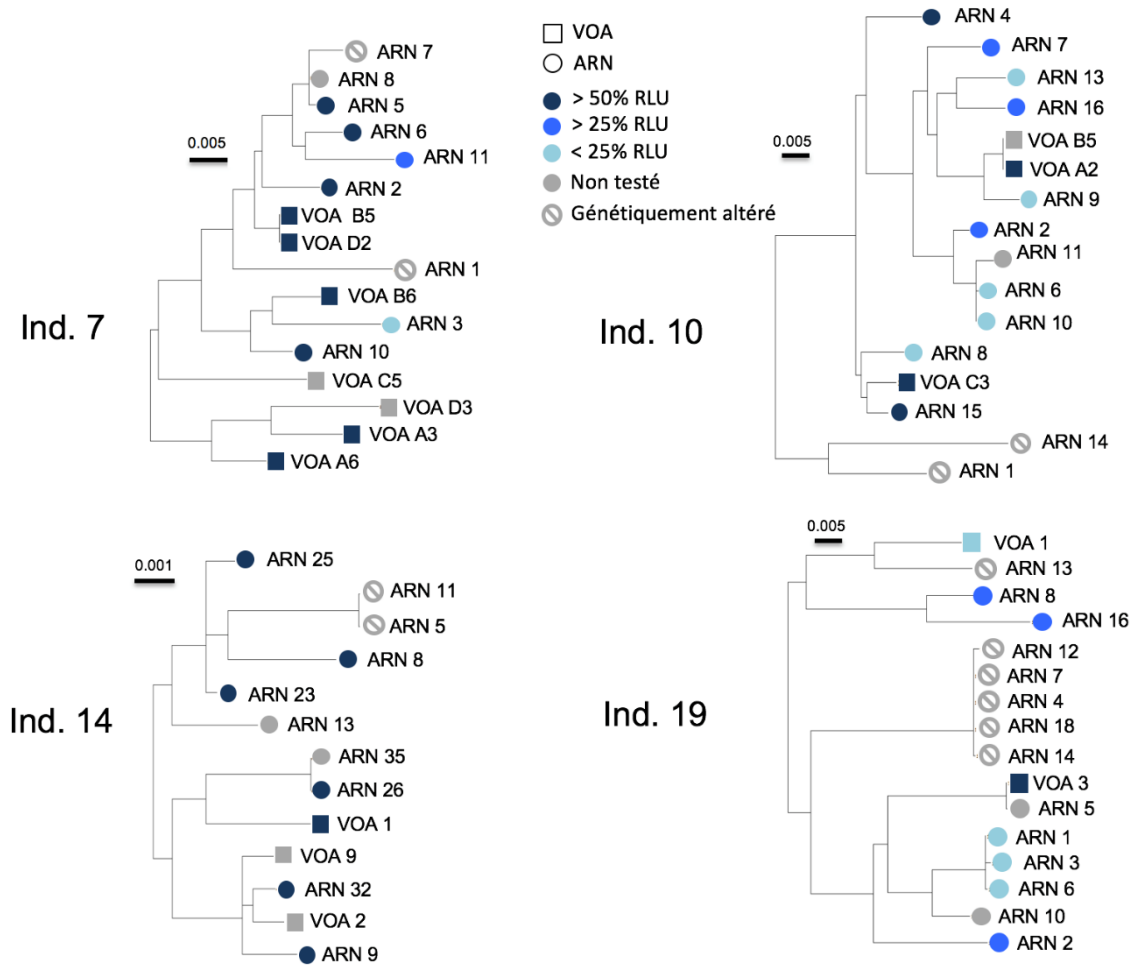 VOA
ARN
> 50% RLU
> 25% RLU
< 25% RLU
Non testé
Génétiquement altéré
Ind. 7
0.005
ARN 7
ARN 8
ARN 5
ARN 6
ARN 11
ARN 2
VOA B5
VOA D2
ARN 1
VOA B6
ARN 3
ARN 10
VOA C5
VOA D3
VOA A3
VOA A6
Ind. 10
0.005
ARN 4
ARN 7
ARN 13
ARN 16
VOA B5
VOA A2
ARN 9
ARN 2
ARN 11
ARN 6
ARN 10
ARN 8
VOA C3
ARN 15
ARN 14
ARN 1
Ind. 14
0.001
ARN 25
ARN 11
ARN 5
ARN 8
ARN 23
ARN 13
ARN 35
ARN 26
VOA 1
VOA 9
ARN 32
VOA 2
ARN 9
Ind. 19
0.005
VOA 1
ARN 13
ARN 8
ARN 16
ARN 12
ARN 7
ARN 4
ARN 18
ARN 14
VOA 3
ARN 5
ARN 1
ARN 3
ARN 6
ARN 10
ARN 2